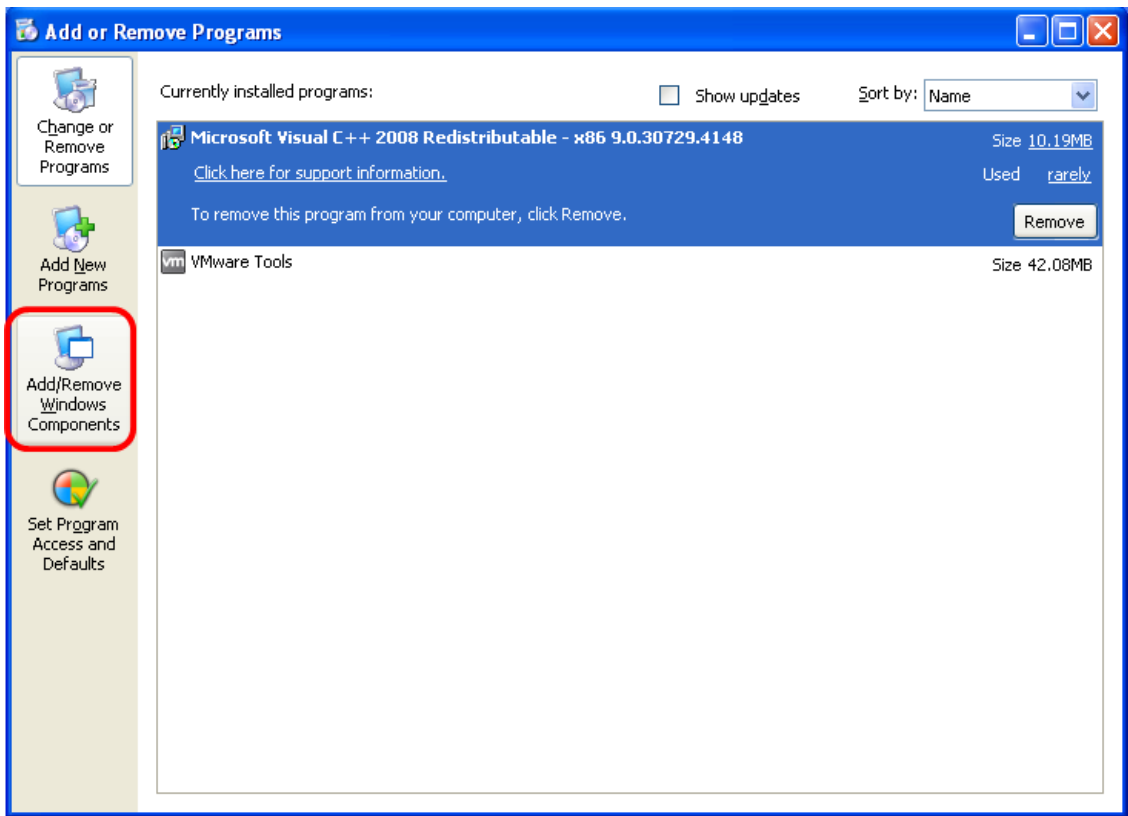 Add or Remove Programs
Change or
Remove
Programs
Add New
Programs
Add/Remove
Windows
Components
Set Program
Access and
Defaults
Currently installed programs:
Show updates
Sort by: Name
Microsoft Visual C++ 2008 Redistributable - x86 9.0.30729.4148
Size 10.19MB
Click here for support information.
Used rarely
To remove this program from your computer, click Remove.
Remove
vm VMware Tools
Size 42.08MB